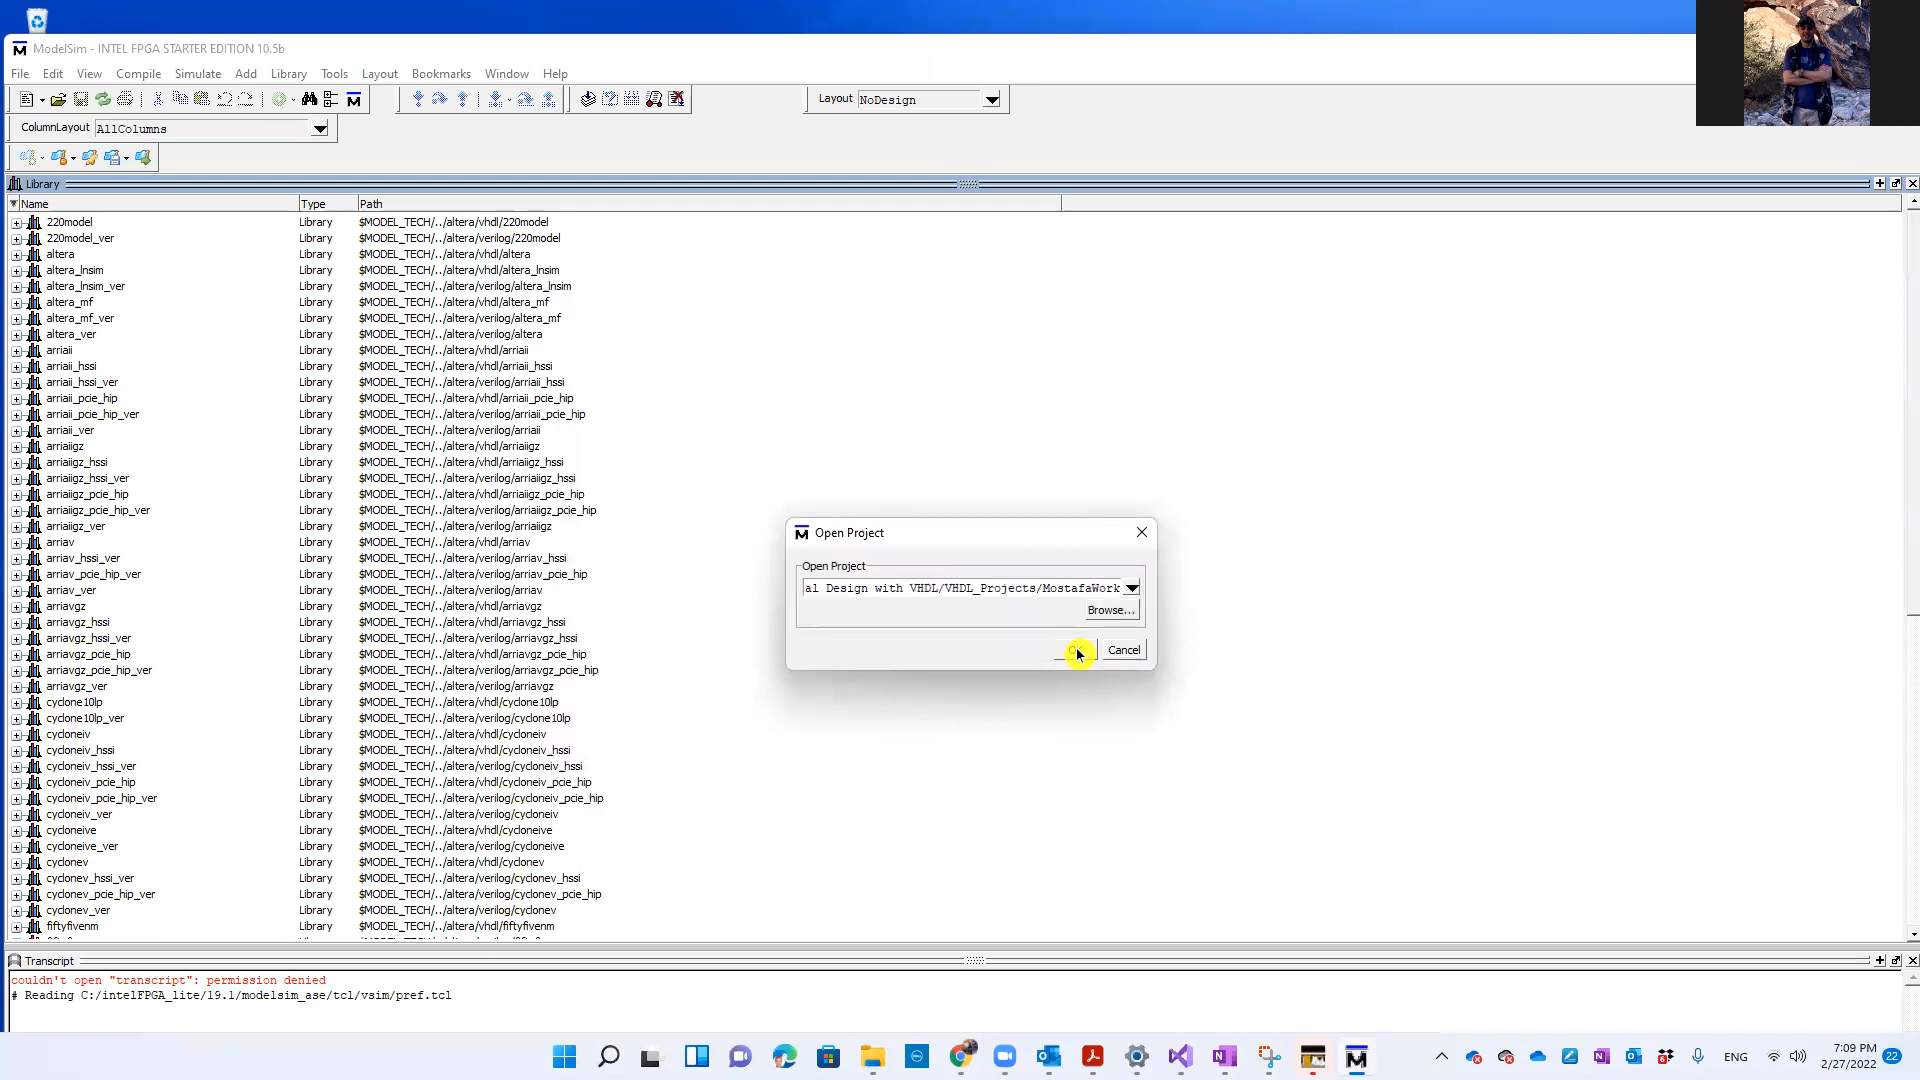 ModelSim - INTEL FPGA STARTER EDITION 10.5b
File Edit View Compile Simulate Add Library Tools Layout Bookmarks Window Help
Layout NoDesign
ColumnLayout AllColumns
Library
Name Type Path
220model Library $MODEL_TECH/../altera/vhdl/220model
220model_ver Library $MODEL_TECH/../altera/verilog/220model
altera Library $MODEL_TECH/../altera/vhdl/altera
altera_lnsim Library $MODEL_TECH/../altera/vhdl/altera_lnsim
altera_lnsim_ver Library $MODEL_TECH/../altera/verilog/altera_lnsim
altera_mf Library $MODEL_TECH/../altera/vhdl/altera_mf
altera_mf_ver Library $MODEL_TECH/../altera/verilog/altera_mf
altera_ver Library $MODEL_TECH/../altera/verilog/altera
arriaii Library $MODEL_TECH/../altera/vhdl/arriaii
arriaii_hssi Library $MODEL_TECH/../altera/vhdl/arriaii_hssi
arriaii_hssi_ver Library $MODEL_TECH/../altera/verilog/arriaii_hssi
arriaii_pcie_hip Library $MODEL_TECH/../altera/vhdl/arriaii_pcie_hip
arriaii_pcie_hip_ver Library $MODEL_TECH/../altera/verilog/arriaii_pcie_hip
arriaii_ver Library $MODEL_TECH/../altera/verilog/arriaii
arriaiigz Library $MODEL_TECH/../altera/vhdl/arriaiigz
arriaiigz_hssi Library $MODEL_TECH/../altera/vhdl/arriaiigz_hssi
arriaiigz_hssi_ver Library $MODEL_TECH/../altera/verilog/arriaiigz_hssi
arriaiigz_pcie_hip Library $MODEL_TECH/../altera/vhdl/arriaiigz_pcie_hip
arriaiigz_pcie_hip_ver Library $MODEL_TECH/../altera/verilog/arriaiigz_pcie_hip
arriaiigz_ver Library $MODEL_TECH/../altera/verilog/arriaiigz
arriav Library $MODEL_TECH/../altera/vhdl/arriav
arriav_hssi_ver Library $MODEL_TECH/../altera/verilog/arriav_hssi
arriav_pcie_hip_ver Library $MODEL_TECH/../altera/verilog/arriav_pcie_hip
arriav_ver Library $MODEL_TECH/../altera/verilog/arriav
arriavgz Library $MODEL_TECH/../altera/vhdl/arriavgz
arriavgz_hssi Library $MODEL_TECH/../altera/vhdl/arriavgz_hssi
arriavgz_hssi_ver Library $MODEL_TECH/../altera/verilog/arriavgz_hssi
arriavgz_pcie_hip Library $MODEL_TECH/../altera/vhdl/arriavgz_pcie_hip
arriavgz_pcie_hip_ver Library $MODEL_TECH/../altera/verilog/arriavgz_pcie_hip
arriavgz_ver Library $MODEL_TECH/../altera/verilog/arriavgz
cyclone10lp Library $MODEL_TECH/../altera/vhdl/cyclone10lp
cyclone10lp_ver Library $MODEL_TECH/../altera/verilog/cyclone10lp
cycloneiv Library $MODEL_TECH/../altera/vhdl/cycloneiv
cycloneiv_hssi Library $MODEL_TECH/../altera/vhdl/cycloneiv_hssi
cycloneiv_hssi_ver Library $MODEL_TECH/../altera/verilog/cycloneiv_hssi
cycloneiv_pcie_hip Library $MODEL_TECH/../altera/vhdl/cycloneiv_pcie_hip
cycloneiv_pcie_hip_ver Library $MODEL_TECH/../altera/verilog/cycloneiv_pcie_hip
cycloneiv_ver Library $MODEL_TECH/../altera/verilog/cycloneiv
cycloneive Library $MODEL_TECH/../altera/vhdl/cycloneive
cycloneive_ver Library $MODEL_TECH/../altera/verilog/cycloneive
cyclonev Library $MODEL_TECH/../altera/vhdl/cyclonev
cyclonev_hssi_ver Library $MODEL_TECH/../altera/verilog/cyclonev_hssi
cyclonev_pcie_hip_ver Library $MODEL_TECH/../altera/verilog/cyclonev_pcie_hip
cyclonev_ver Library $MODEL_TECH/../altera/verilog/cyclonev
fiftyfivenm Library $MODEL_TECH/../altera/vhdl/fiftyfivenm
Open Project
Open Project
al Design with VHDL/VHDL_Projects/MostafaWork
Browse...
Cancel
Transcript
couldn't open "transcript": permission denied
# Reading C:/intelFPGA_lite/19.1/modelsim_ase/tcl/vsim/pref.tcl
ENG
7:09 PM
2/27/2022
22